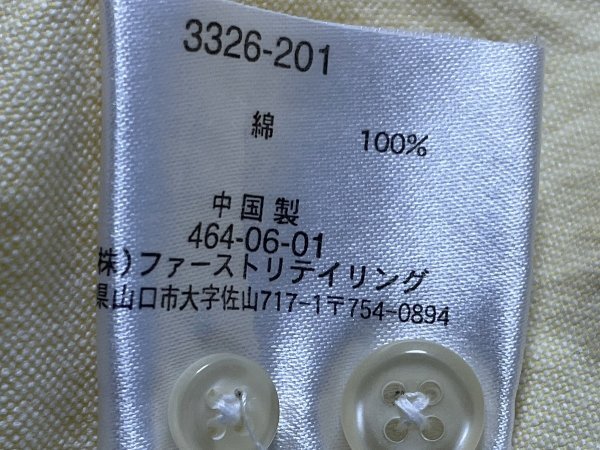 3326-201
綿 100%
中国製
464-06-01
株)ファーストリテイリング
県山口市大字佐山717-1〒754-0894